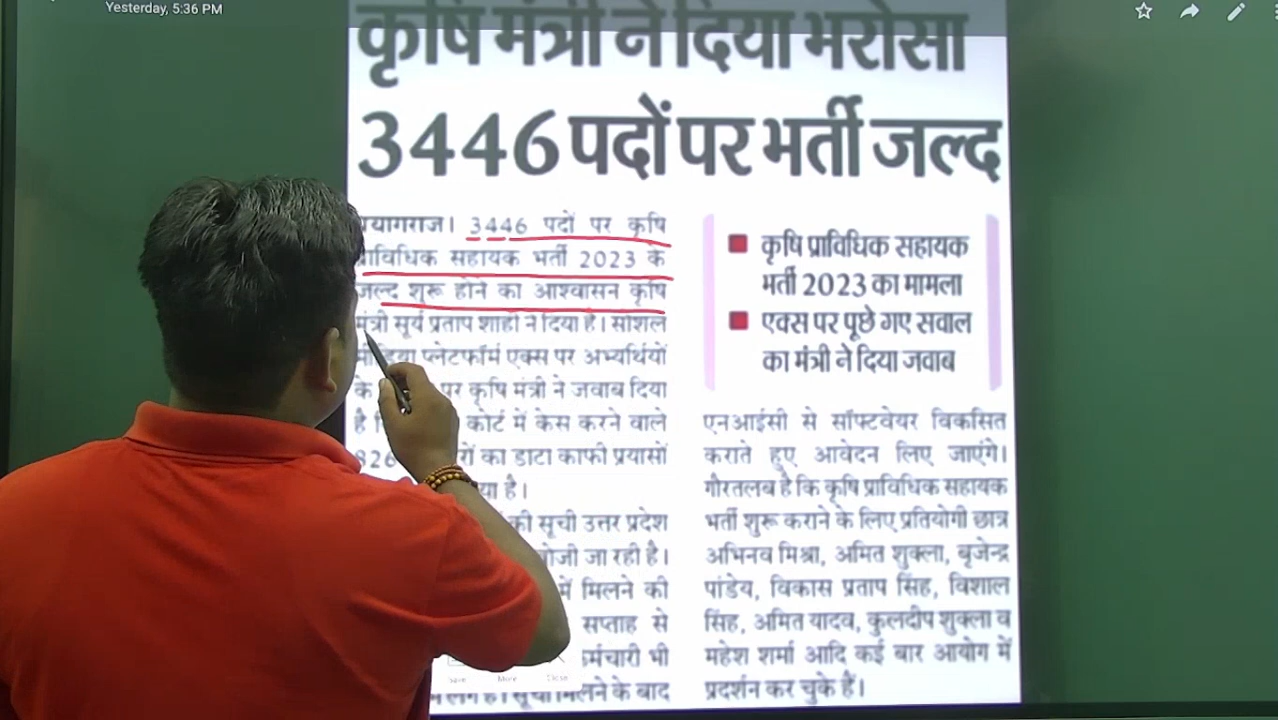 Yesterday, 5:36 PM
कृषि मंत्री ने दिया भरोसा
3446 पदों पर भर्ती जल्द
प्रयागराज। 3446 पदों पर कृषि
प्राविधिक सहायक भर्ती 2023 के
जल्द शुरू होने का आश्वासन कृषि
मंत्री सूर्य प्रताप शाही ने दिया है। सोशल
मीडिया प्लेटफॉर्म एक्स पर अभ्यर्थियों
के पर कृषि मंत्री ने जवाब दिया
है कोर्ट में केस करने वाले
का डाटा काफी प्रयासों
है।
की सूची उत्तर प्रदेश
जा रही है।
में मिलने की
सप्ताह से
भी
मिलने के बाद
कृषि प्राविधिक सहायक
भर्ती 2023 का मामला
एक्स पर पूछे गए सवाल
का मंत्री ने दिया जवाब
एनआईसी से सॉफ्टवेयर विकसित
कराते हुए आवेदन लिए जाएंगे।
गौरतलब है कि कृषि प्राविधिक सहायक
भर्ती शुरू कराने के लिए प्रतियोगी छात्र
अभिनव मिश्रा, अमित शुक्ला, बृजेन्द्र
पांडेय, विकास प्रताप सिंह, विशाल
सिंह, अमित यादव, कुलदीप शुक्ला व
महेश शर्मा आदि कई बार आयोग में
प्रदर्शन कर चुके हैं।
Save More Close